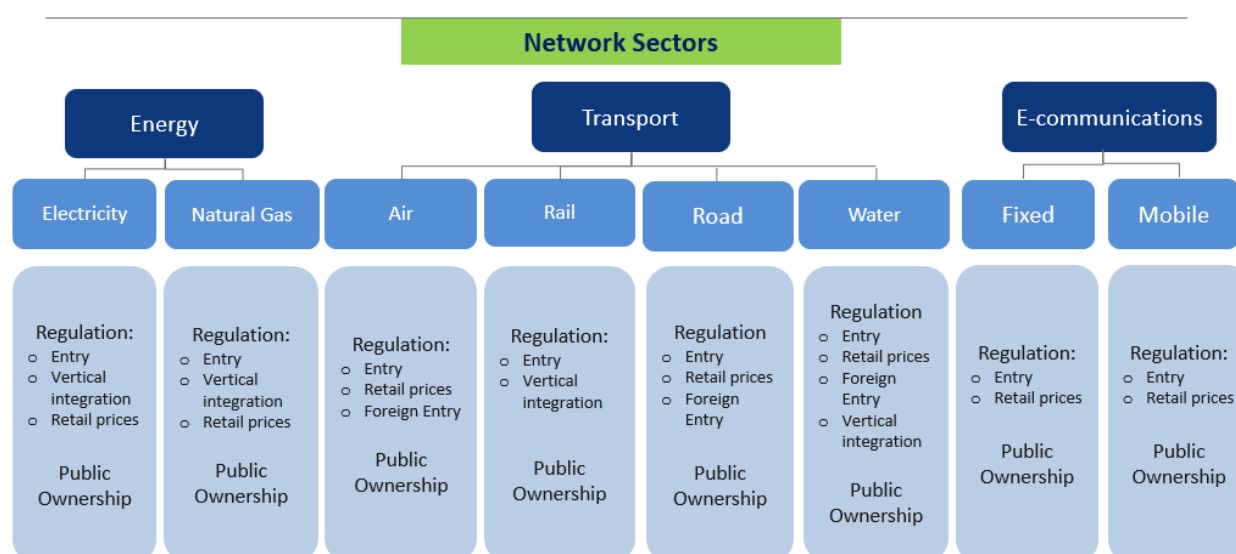 Network Sectors
Energy
Transport
E-communications
Electricity
Natural Gas
Air
Rail
Road
Water
Fixed
Mobile
Regulation:
o Entry
o Vertical
integration
o Retail prices
Public
Ownership
Regulation:
o Entry
o Vertical
integration
o Retail prices
Public
Ownership
Regulation:
o Entry
o Retail prices
o Foreign Entry
Public
Ownership
Regulation:
o Entry
o Vertical
integration
Public
Ownership
Regulation
o Entry
o Retail prices
o Foreign
Entry
Public
Ownership
Regulation
o Entry
o Retail prices
o Foreign
Entry
o Vertical
integration
Public
Ownership
Regulation:
o Entry
o Retail prices
Public
Ownership
Regulation:
o Entry
o Retail prices
Public
Ownership